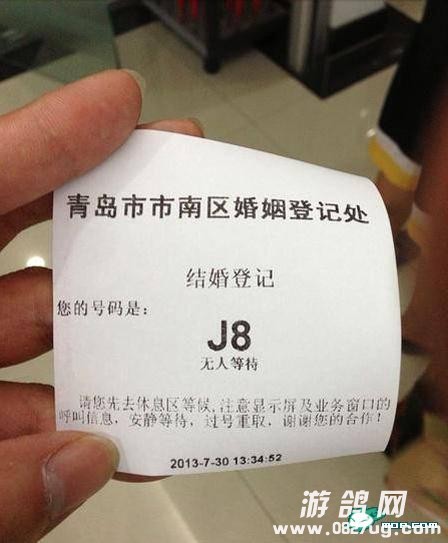 青岛市市南区婚姻登记处
结婚登记
您的号码是:
J8
无人等待
请您先去休息区等候,注意显示屏及业务窗口的
呼叫信息，安静等待，过号重取，谢谢您的合作！
2013-7-30 13:34:52
游鸽网
www.0827ug.com